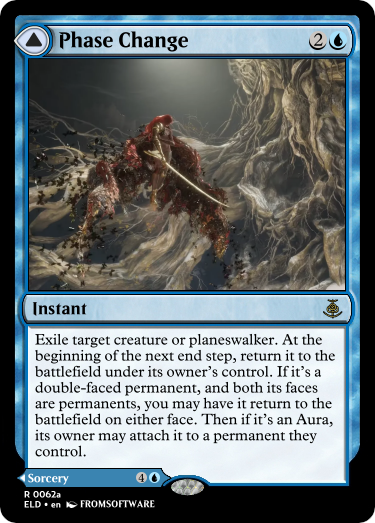 Phase Change 2
Instant
Exile target creature or planeswalker. At the
beginning of the next end step, return it to the
battlefield under its owner's control. If it's a
double-faced permanent, and both its faces
are permanents, you may have it return to the
battlefield on either face. Then if it's an Aura,
its owner may attach it to a permanent they
control.
Sorcery 4
R 0062a
ELD • en FROMSOFTWARE